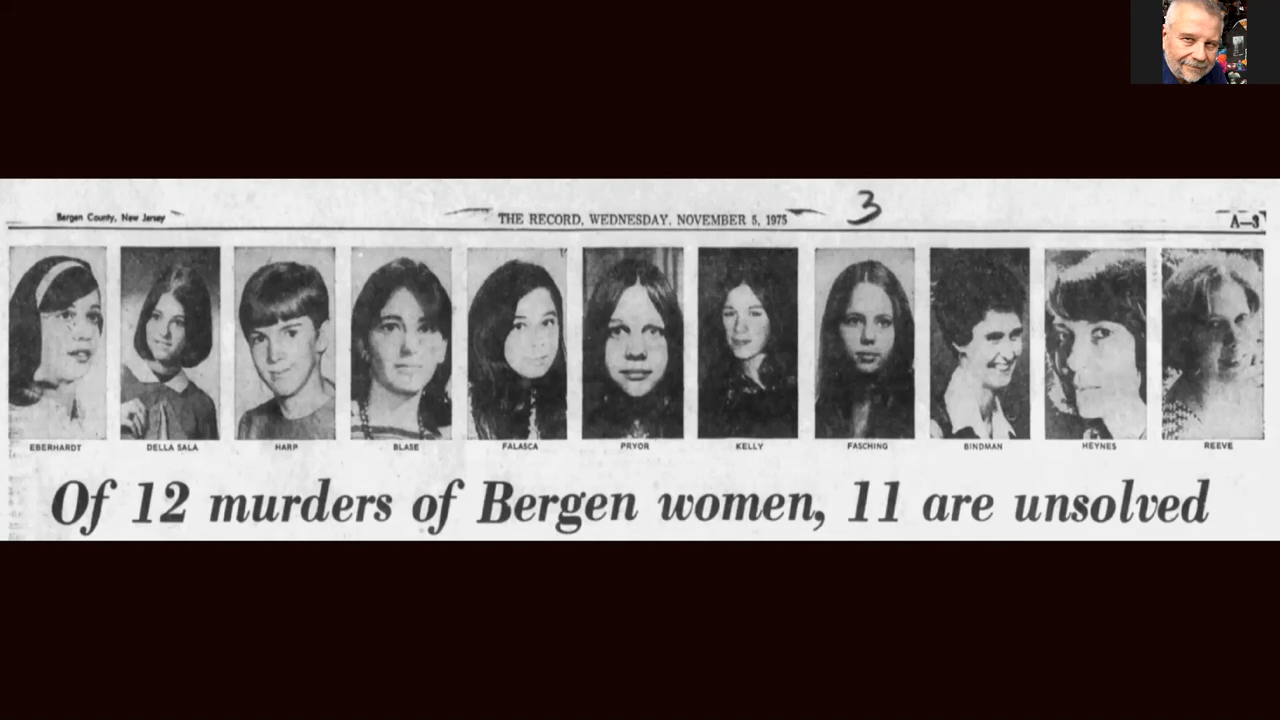 Bergen County, New Jersey
THE RECORD, WEDNESDAY, NOVEMBER 5, 1975
3
A—3
EBERHARDT
DELLA SALA
HARP
BLASE
FALASCA
PRYOR
KELLY
FASCHING
BINDMAN
HEYNES
REEVE
Of 12 murders of Bergen women, 11 are unsolved